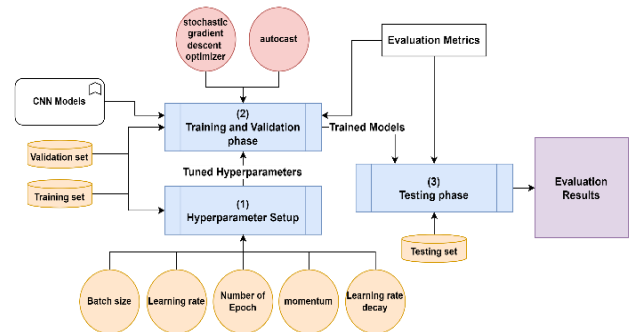 stochastic
gradient
descent
optimizer
autocast
Evaluation Metrics
CNN Models
(2)
Training and Validation
phase
Trained Models
Validation set
Training set
Tuned Hyperparameters
(1)
Hyperparameter Setup
(3)
Testing phase
Evaluation
Results
Testing set
Batch size
Learning rate
Number of
Epoch
momentum
Learning rate
decay